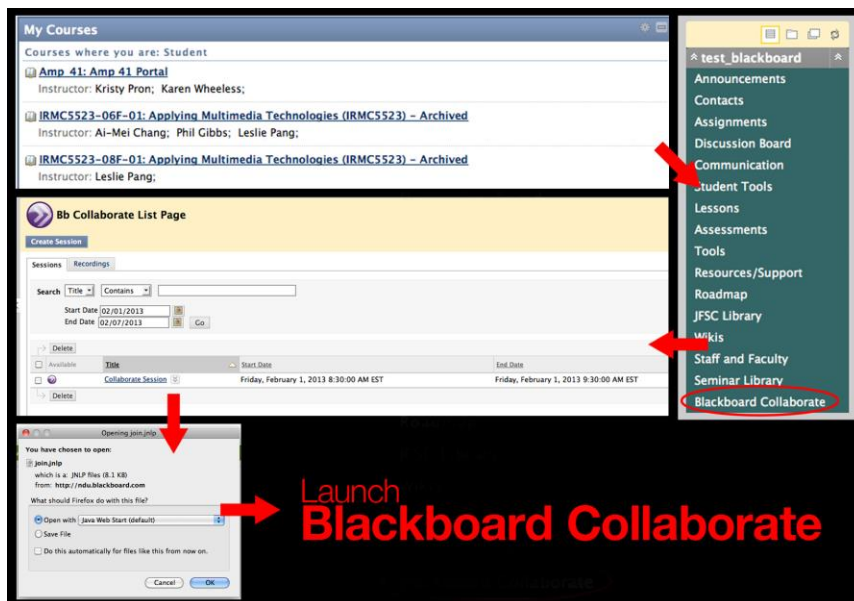 My Courses
Courses where you are: Student
Amp 41: Amp 41 Portal
Instructor: Kristy Pron; Karen Wheeless;
IRMC5523-06F-01: Applying Multimedia Technologies (IRMC5523) – Archived
Instructor: Ai-Mei Chang; Phil Gibbs; Leslie Pang;
IRMC5523-08F-01: Applying Multimedia Technologies (IRMC5523) – Archived
Instructor: Leslie Pang;
test_blackboard
Announcements
Contacts
Assignments
Discussion Board
Communication
Student Tools
Lessons
Assessments
Tools
Resources/Support
Roadmap
JFSC Library
Wikis
Staff and Faculty
Seminar Library
Blackboard Collaborate
Bb Collaborate List Page
Create Session
Sessions Recordings
Search Title Contains
Start Date 02/01/2013
End Date 02/07/2013 Go
Delete
Available Title Start Date End Date
Collaborate Session Friday, February 1, 2013 8:30:00 AM EST Friday, February 1, 2013 9:30:00 AM EST
Delete
Opening join.jnlp
You have chosen to open:
join.jnlp
which is a: JNLP files (8.1 KB)
from: http://ndu.blackboard.com
What should Firefox do with this file?
Open with Java Web Start (default)
Save File
Do this automatically for files like this from now on.
Cancel OK
Launch
Blackboard Collaborate